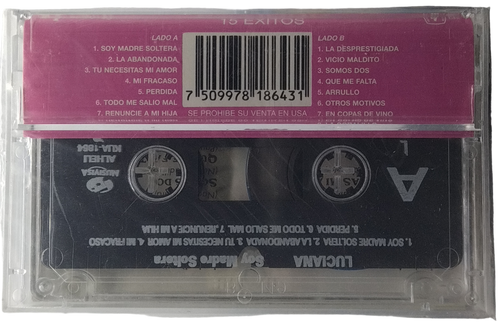 15 EXITOS
LADO A
1. SOY MADRE SOLTERA
2. LA ABANDONADA
3. TU NECESITAS MI AMOR
4. MI FRACASO
5. PERDIDA
6. TODO ME SALIO MAL
7. RENUNCIE A MI HIJA
7 509978 186431
SE PROHIBE SU VENTA EN USA
LADO B
1. LA DESPRESTIGIADA
2. VICIO MALDITO
3. SOMOS DOS
4. QUE ME FALTA
5. ARRULLO
6. OTROS MOTIVOS
7. EN COPAS DE VINO
A
LUCIANA Soy Madre Soltera
1. SOY MADRE SOLTERA 2. LA ABANDONADA 3. TU NECESITAS MI AMOR 4. MI FRACASO
5. PERDIDA 6. TODO ME SALIO MAL 7. RENUNCIE A MI HIJA
ALHELI